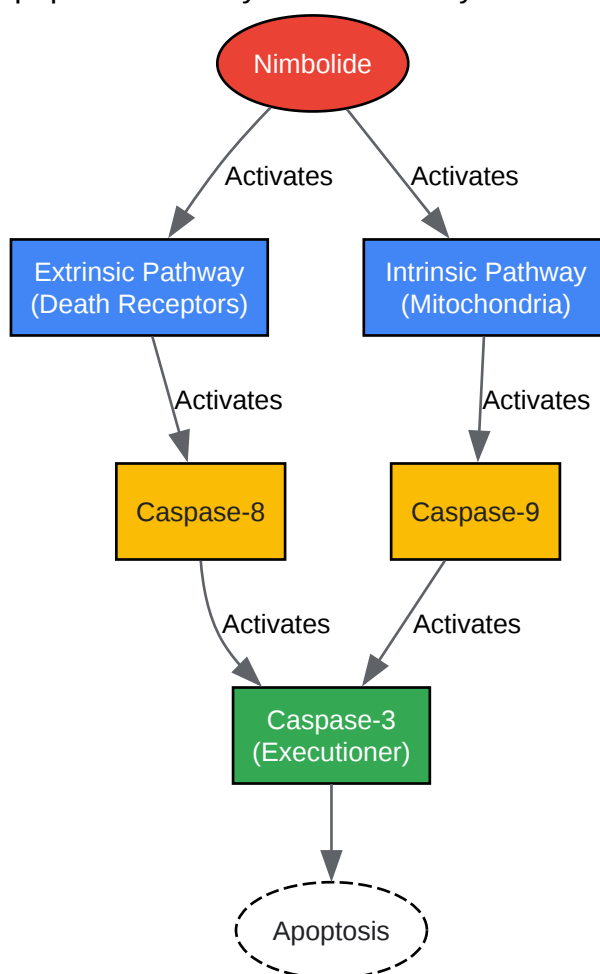 Nimbolide
Activates
Activates
Extrinsic Pathway
(Death Receptors)
Intrinsic Pathway
(Mitochondria)
Activates
Activates
Caspase-8
Caspase-9
Activates
Activates
Caspase-3
(Executioner)
Apoptosis